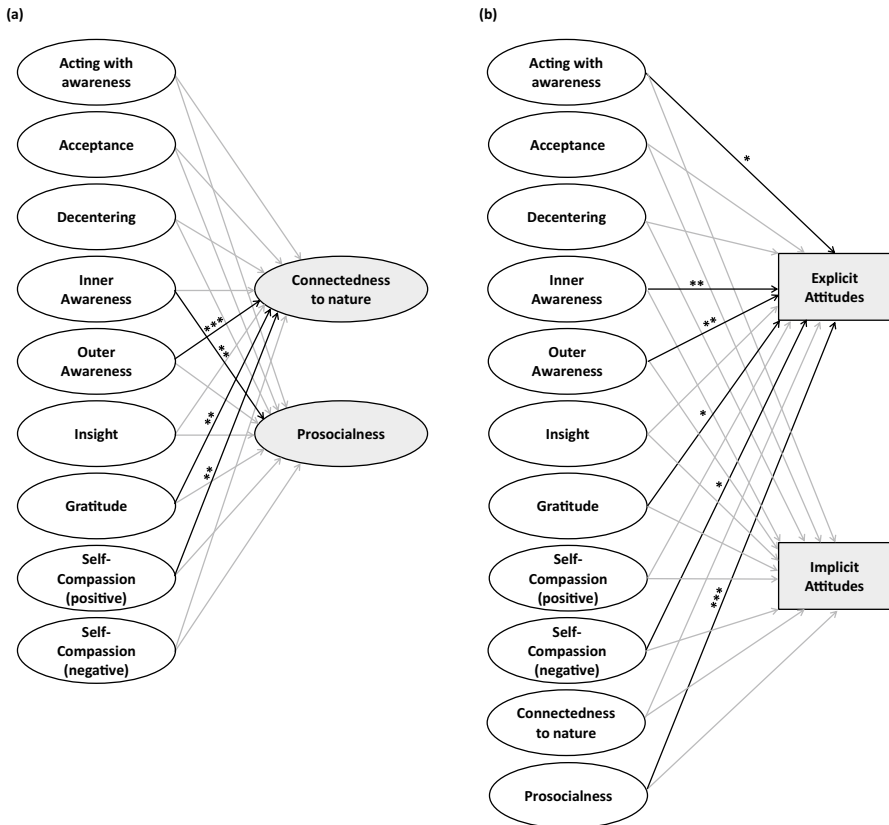 (a)
Acting with
awareness
Acceptance
Decentering
Inner
Awareness
Outer
Awareness
Insight
Gratitude
Self-
Compassion
(positive)
Self-
Compassion
(negative)
Connectedness
to nature
Prosocialness
***
**
**
**
(b)
Acting with
awareness
Acceptance
Decentering
Inner
Awareness
Outer
Awareness
Insight
Gratitude
Self-
Compassion
(positive)
Self-
Compassion
(negative)
Connectedness
to nature
Prosocialness
Explicit
Attitudes
Implicit
Attitudes
*
**
**
*
*
***